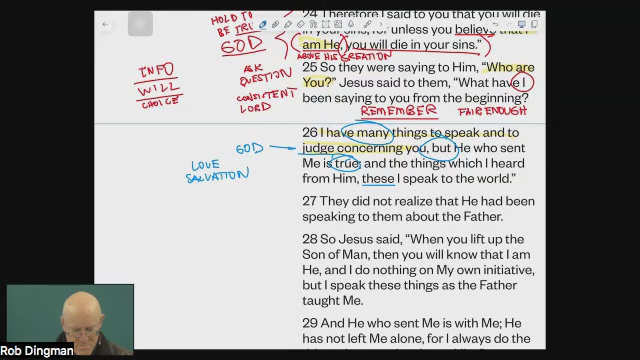 24 Therefore I said to you that you will die
in your sins; for unless you believe that I
am He, you will die in your sins."
HOLD TO
BE TRUE
GOD
ABOVE HIS CREATION
25 So they were saying to Him, "Who are
You?" Jesus said to them, "What have I
been saying to you from the beginning?
INFO
WILL
CHOICE
ASK
QUESTION
CONSISTENT
LORD
REMEMBER
FAIR ENOUGH
26 I have many things to speak and to
judge concerning you, but He who sent
Me is true; and the things which I heard
from Him, these I speak to the world."
GOD
LOVE
SALVATION
27 They did not realize that He had been
speaking to them about the Father.
28 So Jesus said, "When you lift up the
Son of Man, then you will know that I am
He, and I do nothing on My own initiative,
but I speak these things as the Father
taught Me.
29 And He who sent Me is with Me; He
has not left Me alone, for I always do the
Rob Dingman